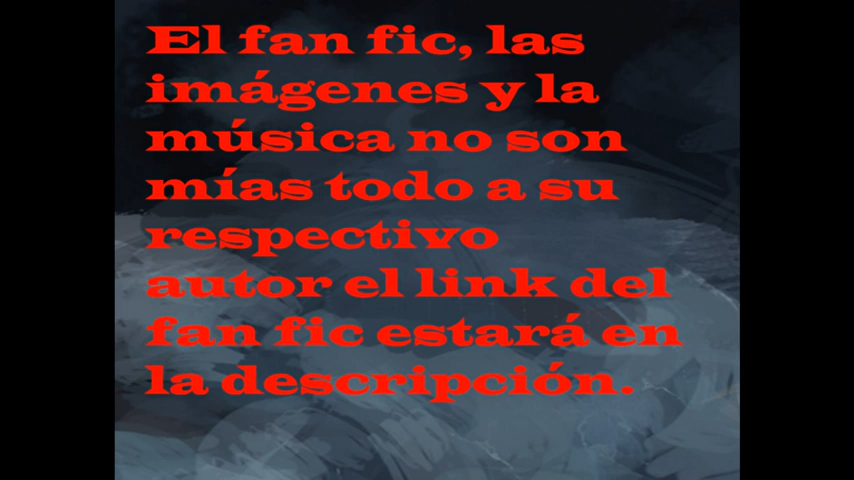 El fan fic, las
imágenes y la
música no son
mías todo a su
respectivo
autor el link del
fan fic estará en
la descripción.